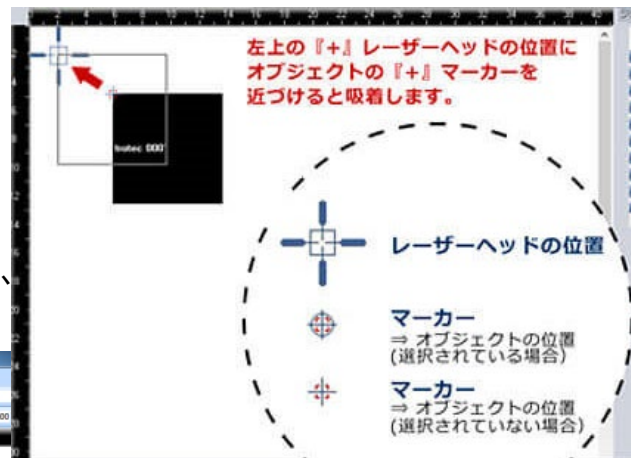 左上の『+』レーザーヘッドの位置に
オブジェクトの『+』マーカーを
近づけると吸着します。
レーザーヘッドの位置
マーカー
⇒ オブジェクトの位置
(選択されている場合)
マーカー
⇒ オブジェクトの位置
(選択されていない場合)